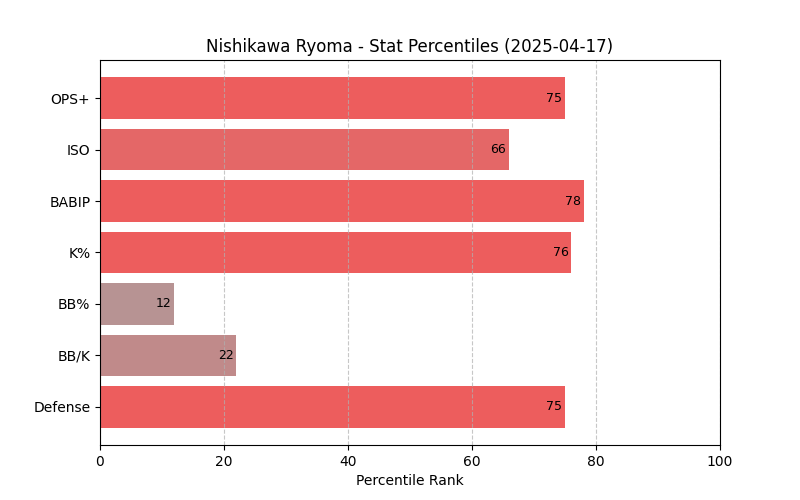 Nishikawa Ryoma - Stat Percentiles (2025-04-17)
OPS+ 75
ISO 66
BABIP 78
K% 76
BB% 12
BB/K 22
Defense 75
0 20 40 60 80 100
Percentile Rank